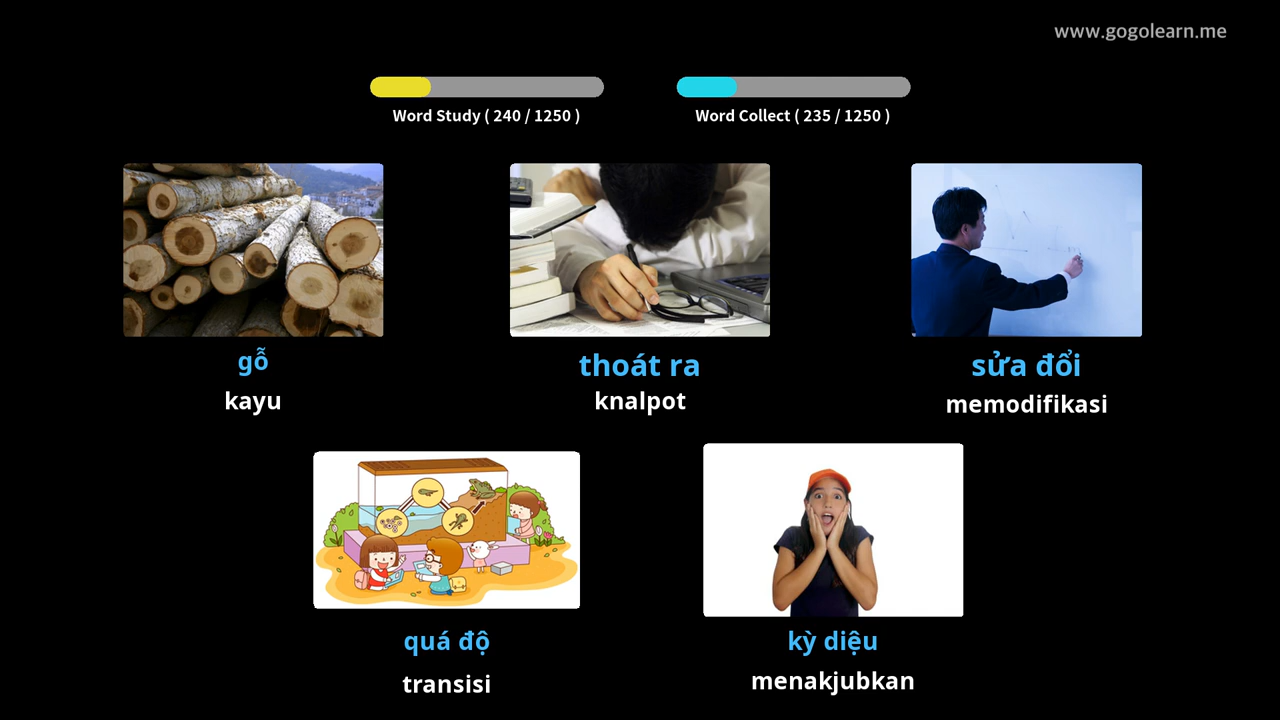 www.gogolearn.me
Word Study ( 240 / 1250 )
Word Collect ( 235 / 1250 )
gỗ
kayu
thoát ra
knalpot
sửa đổi
memodifikasi
quá độ
transisi
kỳ diệu
menakjubkan